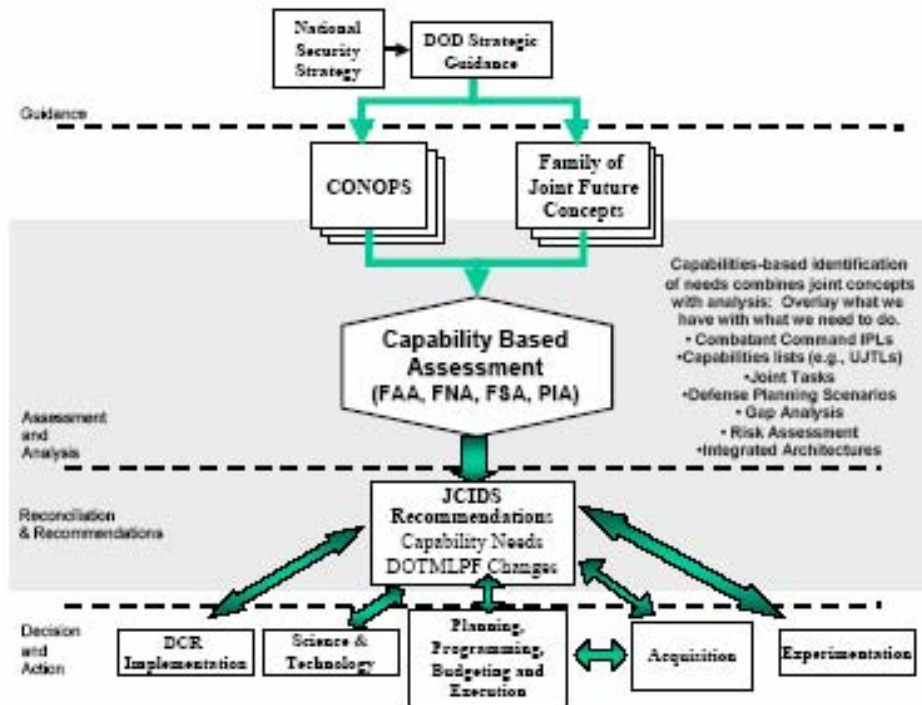 National
Security
Strategy
DOD Strategic
Guidance
Guidance
CONOPS
Family of
Joint Future
Concepts
Capabilities-based identification
of needs combines joint concepts
with analysis: Overlay what we
have with what we need to do.
• Combatant Command IPLs
•Capabilities lists (e.g., UJTLs)
•Joint Tasks
•Defense Planning Scenarios
• Gap Analysis
• Risk Assessment
•Integrated Architectures
Capability Based
Assessment
(FAA, FNA, FSA, PIA)
Assessment
and
Analysis
JCIDS
Recommendations
Capability Needs
DOTMLPF Changes
Reconciliation
& Recommendations
Decision
and
Action
DCR
Implementation
Science &
Technology
Planning,
Programming,
Budgeting and
Execution
Acquisition
Experimentation